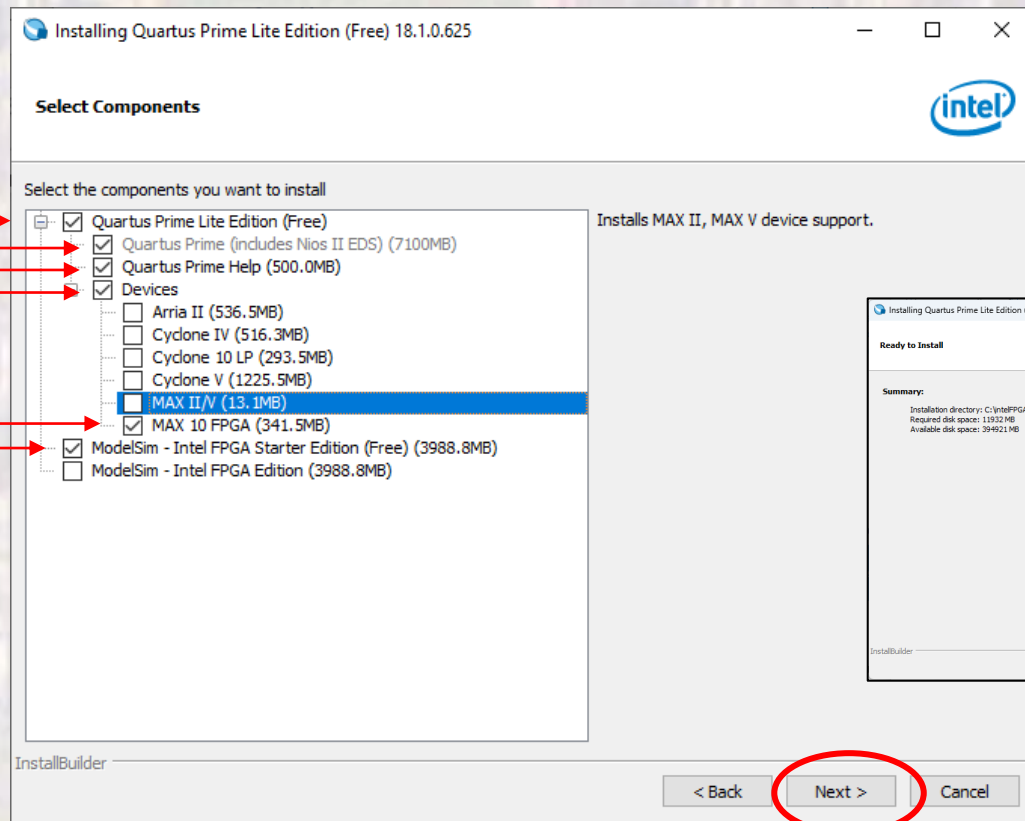 Installing Quartus Prime Lite Edition (Free) 18.1.0.625
Select Components
intel
Select the components you want to install
Quartus Prime Lite Edition (Free)
Quartus Prime (includes Nios II EDS) (7100MB)
Quartus Prime Help (500.0MB)
Devices
Arria II (536.5MB)
Cyclone IV (516.3MB)
Cyclone 10 LP (293.5MB)
Cyclone V (1225.5MB)
MAX II/V (13.1MB)
MAX 10 FPGA (341.5MB)
ModelSim - Intel FPGA Starter Edition (Free) (3988.8MB)
ModelSim - Intel FPGA Edition (3988.8MB)
Installs MAX II, MAX V device support.
Installing Quartus Prime Lite Edition
Ready to Install
Summary:
Installation directory: C:\intelFPGA
Required disk space: 11932 MB
Available disk space: 394921 MB
InstallBuilder
InstallBuilder
< Back
Next >
Cancel